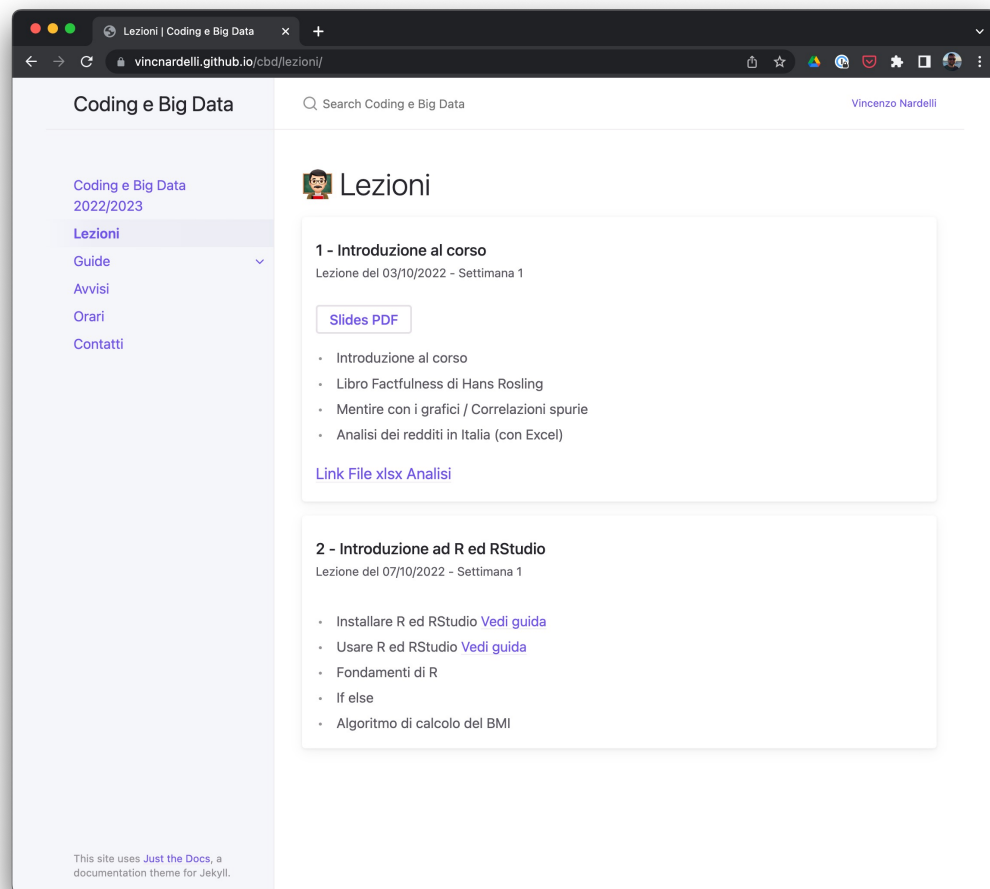 Lezioni | Coding e Big Data
vincnardelli.github.io/cbd/lezioni/
Coding e Big Data
Search Coding e Big Data
Vincenzo Nardelli
Coding e Big Data
2022/2023
Lezioni
Guide
Avvisi
Orari
Contatti
Lezioni
1 - Introduzione al corso
Lezione del 03/10/2022 - Settimana 1
Slides PDF
• Introduzione al corso
• Libro Factfulness di Hans Rosling
• Mentire con i grafici / Correlazioni spurie
• Analisi dei redditi in Italia (con Excel)
Link File xlsx Analisi
2 - Introduzione ad R ed RStudio
Lezione del 07/10/2022 - Settimana 1
• Installare R ed RStudio Vedi guida
• Usare R ed RStudio Vedi guida
• Fondamenti di R
• If else
• Algoritmo di calcolo del BMI
This site uses Just the Docs, a
documentation theme for Jekyll.